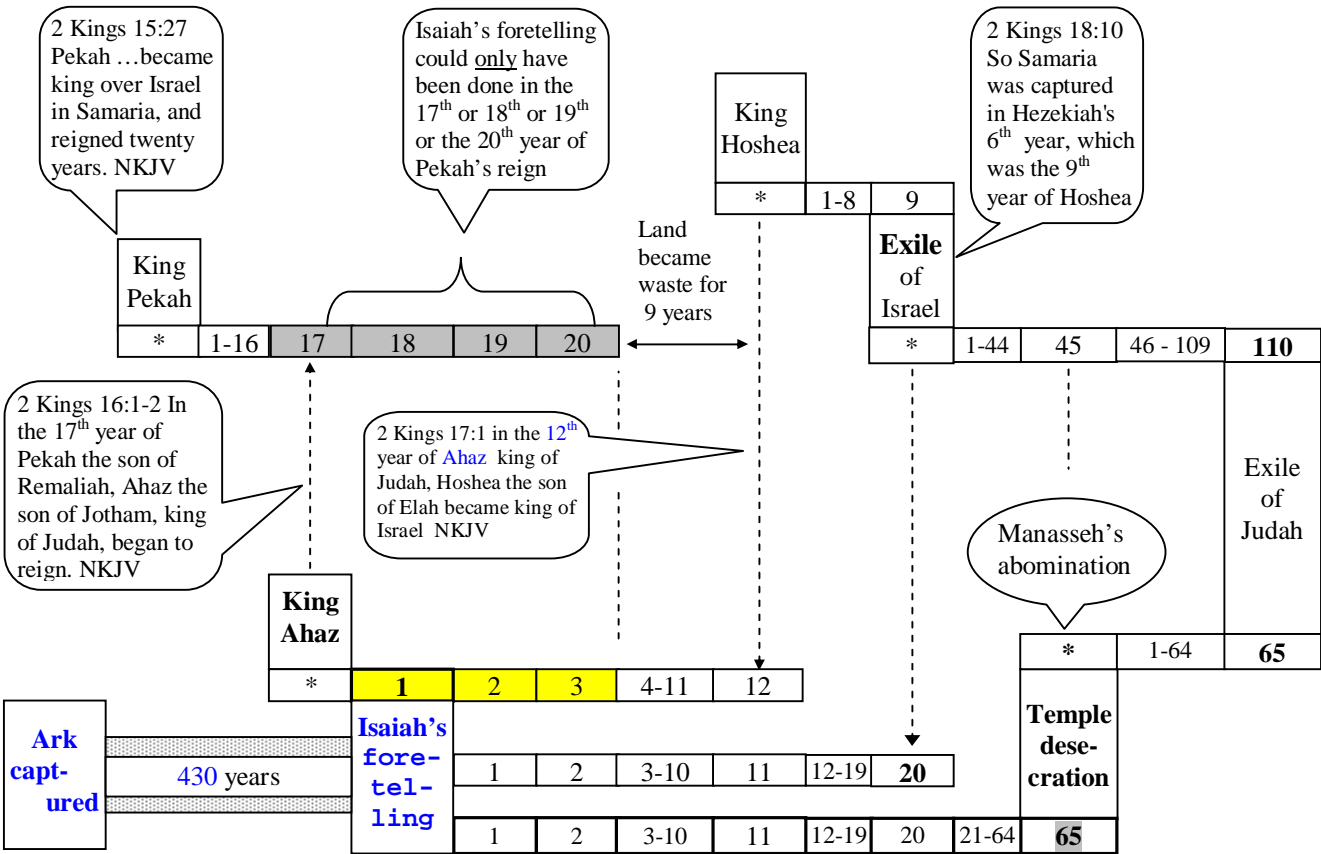 2 Kings 15:27
Pekah …became
king over Israel
in Samaria, and
reigned twenty
years. NKJV
Isaiah's foretelling
could only have
been done in the
17th or 18th or 19th
or the 20th year of
Pekah's reign
King
Hoshea
2 Kings 18:10
So Samaria
was captured
in Hezekiah's
6th year, which
was the 9th
year of Hoshea
* 1-8 9
Land
became
waste for
9 years
Exile
of
Israel
King
Pekah
* 1-16 17 18 19 20
* 1-44 45 46 - 109 110
2 Kings 16:1-2 In
the 17th year of
Pekah the son of
Remaliah, Ahaz the
son of Jotham, king
of Judah, began to
reign. NKJV
2 Kings 17:1 in the 12th
year of Ahaz king of
Judah, Hoshea the son
of Elah became king of
Israel NKJV
Exile
of
Judah
Manasseh's
abomination
King
Ahaz
* 1-64 65
* 1 2 3 4-11 12
Ark
capt-
ured
430 years
Isaiah's
fore-
tel-
ling
Temple
dese-
cration
1 2 3-10 11 12-19 20
1 2 3-10 11 12-19 20 21-64 65